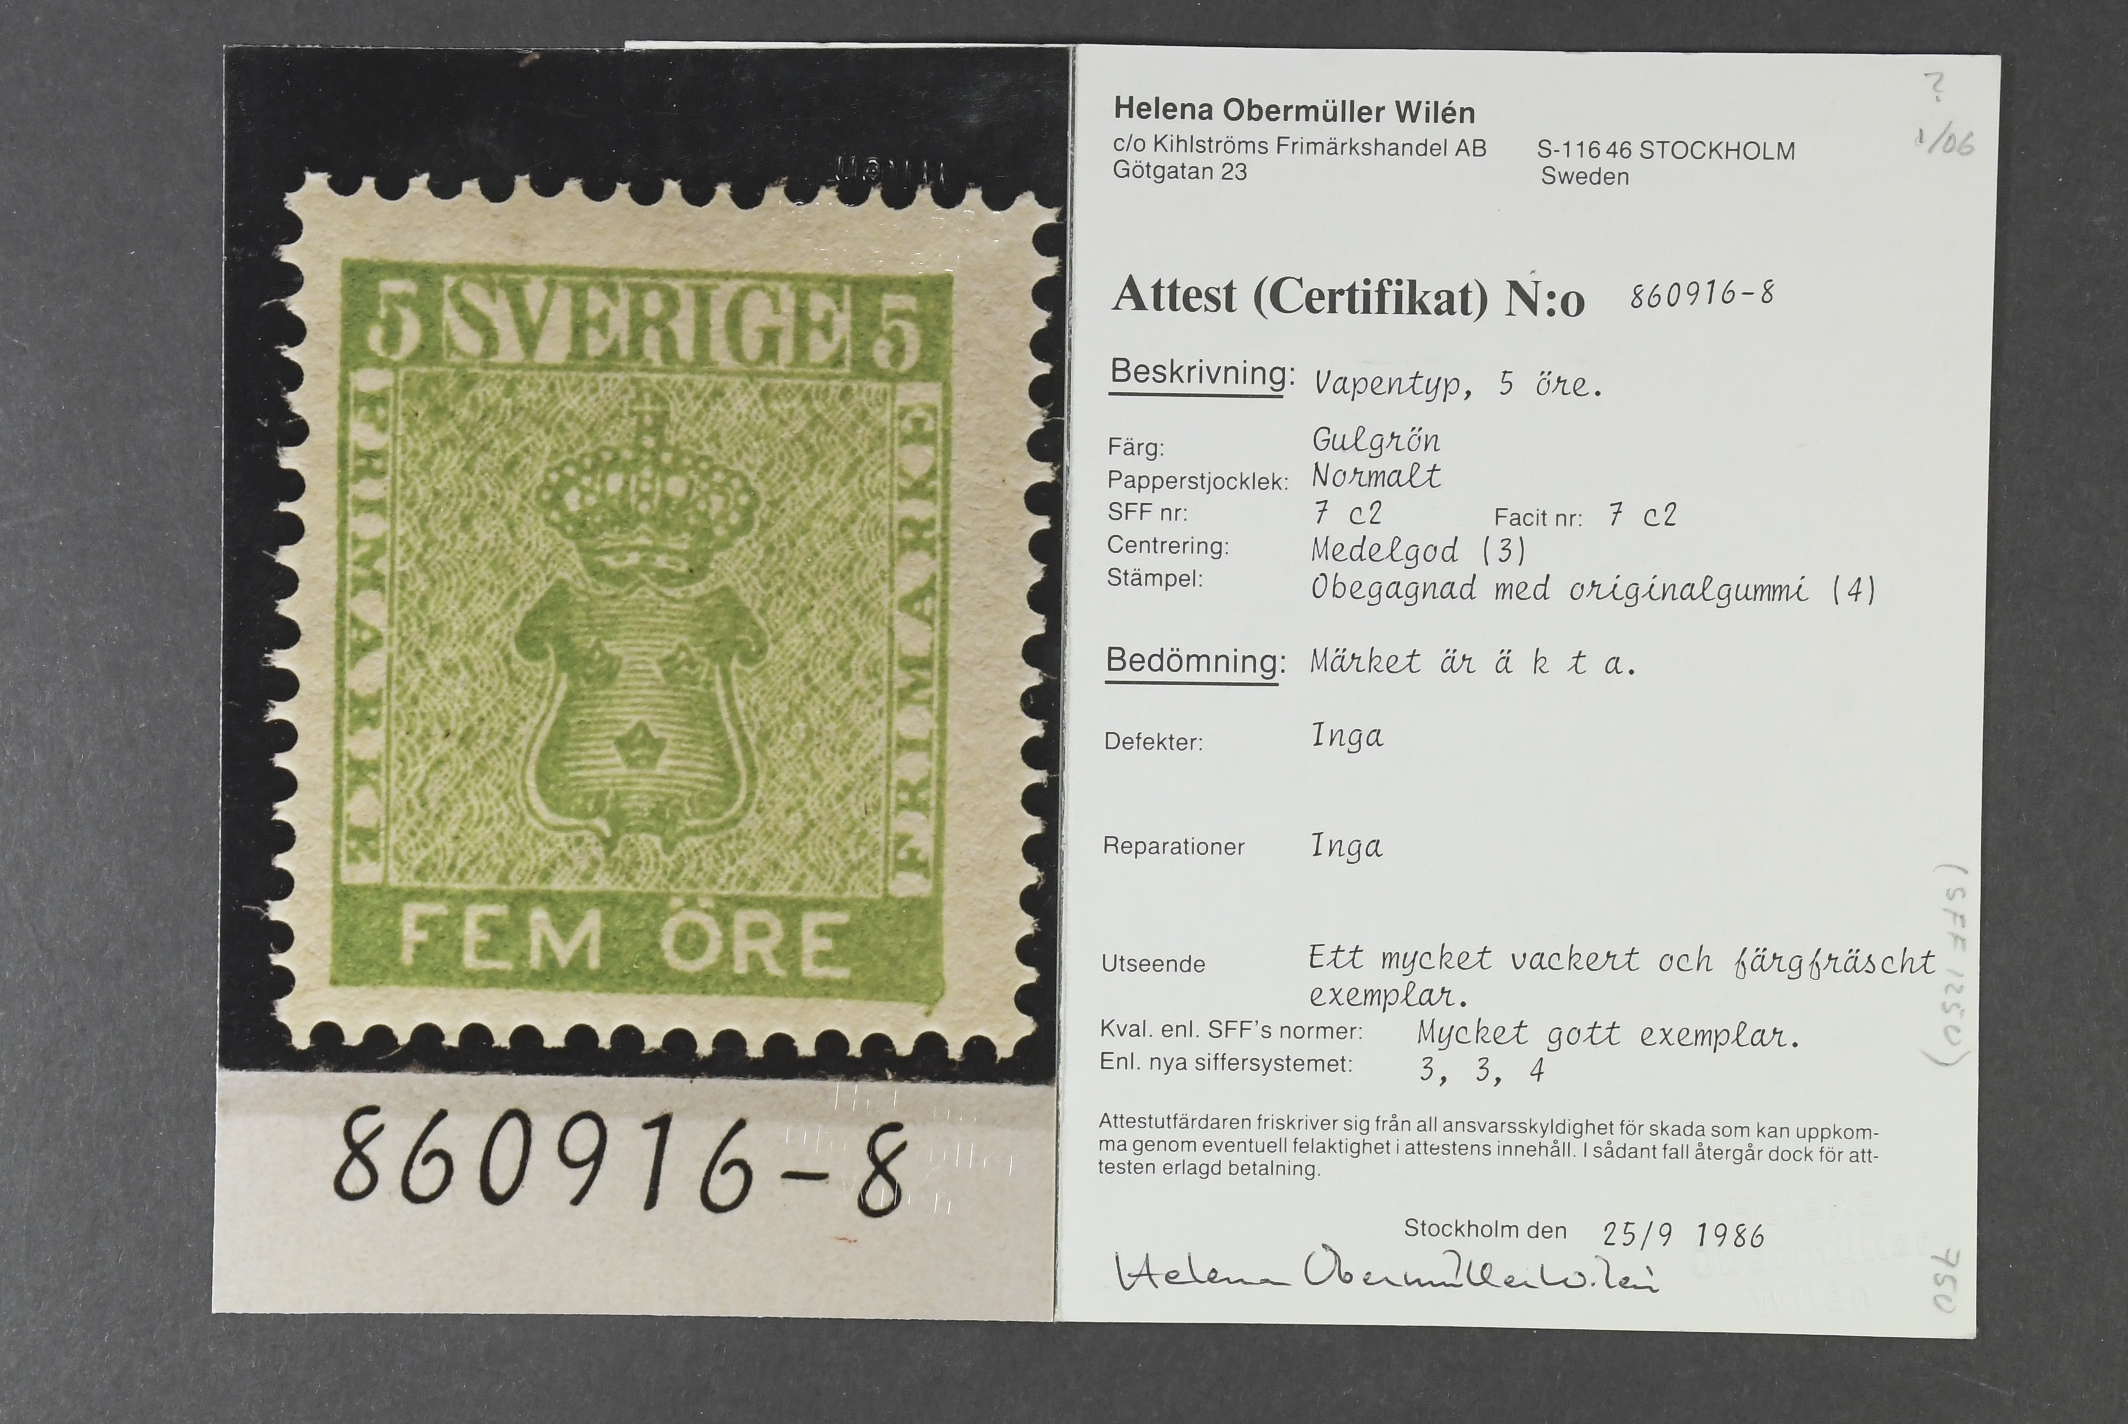 5 SVERIGE 5
FRIMARKE
FRIMARKE
FEM ÖRE
860916-8
Helena Obermüller Wilén
c/o Kihlströms Frimärkshandel AB S-116 46 STOCKHOLM
Götgatan 23 Sweden
?
1/06
Attest (Certifikat) N:o 860916-8
Beskrivning: Vapentyp, 5 öre.
Färg: Gulgrön
Papperstjocklek: Normalt
SFF nr: 7 c2 Facit nr: 7 c2
Centrering: Medelgod (3)
Stämpel: Obegagnad med originalgummi (4)
Bedömning: Märket är ä k t a.
Defekter: Inga
Reparationer Inga
Utseende Ett mycket vackert och färgfräscht
exemplar.
Kval. enl. SFF's normer: Mycket gott exemplar.
Enl. nya siffersystemet: 3, 3, 4
Attestutfärdaren friskriver sig från all ansvarsskyldighet för skada som kan uppkom-
ma genom eventuell felaktighet i attestens innehåll. I sådant fall återgår dock för att-
testen erlagd betalning.
Stockholm den 25/9 1986
Helena Obermüller Wilén
(SFF 1250)
750